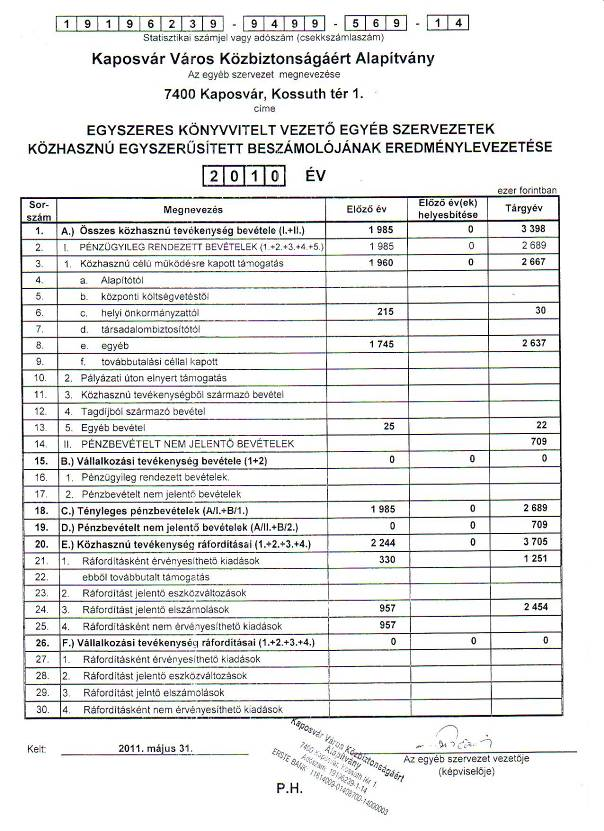 1 9 1 9 6 2 3 9 - 9 4 9 9 - 5 6 9 - 1 4
Statisztikai számjel vagy adószám (csekkszámlaszám)
Kaposvár Város Közbiztonságáért Alapítvány
Az egyéb szervezet megnevezése
7400 Kaposvár, Kossuth tér 1.
címe
EGYSZERES KÖNYVVITELT VEZETŐ EGYÉB SZERVEZETEK
KÖZHASZNÚ EGYSZERŰSÍTETT BESZÁMOLÓJÁNAK EREDMÉNYLEVEZETÉSE
2 0 1 0 ÉV
ezer forintban
Sor-szám Megnevezés Előző év Előző év(ek) helyesbítése Tárgyév
1. A.) Összes közhasznú tevékenység bevétele (I.+II.) 1 985 0 3 398
2. I. PÉNZÜGYILEG RENDEZETT BEVÉTELEK (1.+2.+3.+4.+5.) 1 985 0 2 689
3. 1. Közhasznú célú működésre kapott támogatás 1 960 0 2 667
4. a. Alapítótól
5. b. központi költségvetéstől
6. c. helyi önkormányzattól 215 30
7. d. társadalombiztosítótól
8. e. egyéb 1 745 2 637
9. f. továbbutalási céllal kapott
10. 2. Pályázati úton elnyert támogatás
11. 3. Közhasznú tevékenységből származó bevétel
12. 4. Tagdíjból származó bevétel
13. 5. Egyéb bevétel 25 22
14. II. PÉNZBEVÉTELT NEM JELENTŐ BEVÉTELEK 709
15. B.) Vállalkozási tevékenység bevétele (1+2) 0 0 0
16. 1. Pénzügyileg rendezett bevételek.
17. 2. Pénzbevételt nem jelentő bevételek
18. C.) Tényleges pénzbevételek (A/I.+B/1.) 1 985 0 2 689
19. D.) Pénzbevételt nem jelentő bevételek (A/II.+B/2.) 0 0 709
20. E.) Közhasznú tevékenység ráfordításai (1.+2.+3.+4.) 2 244 0 3 705
21. 1. Ráfordításként érvényesíthető kiadások 330 1 251
22. ebből továbbutalt támogatás
23. 2. Ráfordítást jelentő eszközváltozások
24. 3. Ráfordítást jelentő elszámolások 957 2 454
25. 4. Ráfordításként nem érvényesíthető kiadások 957
26. F.) Vállalkozási tevékenység ráfordításai (1.+2.+3.+4.) 0 0 0
27. 1. Ráfordításként érvényesíthető kiadások
28. 2. Ráfordítást jelentő eszközváltozások
29. 3. Ráfordítást jelntő elszámolások
30. 4. Ráfordításként nem érvényesíthető kiadások
Kelt: 2011. május 31.
Kaposvár Város Közbiztonságáért
Alapítvány
7400 Kaposvár, Kossuth tér 1.
Adószám: 19196239-1-14
ERSTE BANK
Az egyéb szervezet vezetője
(képviselője)
P.H.